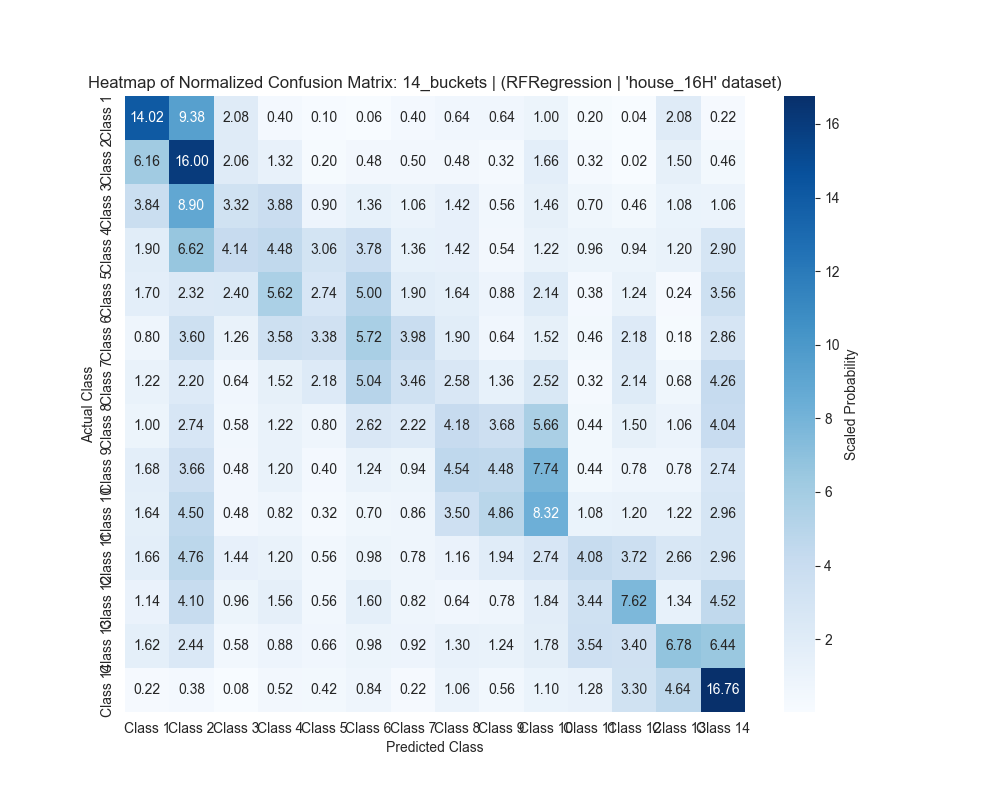 Heatmap of Normalized Confusion Matrix: 14_buckets | (RFRegression | 'house_16H' dataset)
Class 1 14.02 9.38 2.08 0.40 0.10 0.06 0.40 0.64 0.64 1.00 0.20 0.04 2.08 0.22
Class 2 6.16 16.00 2.06 1.32 0.20 0.48 0.50 0.48 0.32 1.66 0.32 0.02 1.50 0.46
Class 3 3.84 8.90 3.32 3.88 0.90 1.36 1.06 1.42 0.56 1.46 0.70 0.46 1.08 1.06
Class 4 1.90 6.62 4.14 4.48 3.06 3.78 1.36 1.42 0.54 1.22 0.96 0.94 1.20 2.90
Class 5 1.70 2.32 2.40 5.62 2.74 5.00 1.90 1.64 0.88 2.14 0.38 1.24 0.24 3.56
Class 6 0.80 3.60 1.26 3.58 3.38 5.72 3.98 1.90 0.64 1.52 0.46 2.18 0.18 2.86
Class 7 1.22 2.20 0.64 1.52 2.18 5.04 3.46 2.58 1.36 2.52 0.32 2.14 0.68 4.26
Class 8 1.00 2.74 0.58 1.22 0.80 2.62 2.22 4.18 3.68 5.66 0.44 1.50 1.06 4.04
Class 9 1.68 3.66 0.48 1.20 0.40 1.24 0.94 4.54 4.48 7.74 0.44 0.78 0.78 2.74
Class 10 1.64 4.50 0.48 0.82 0.32 0.70 0.86 3.50 4.86 8.32 1.08 1.20 1.22 2.96
Class 11 1.66 4.76 1.44 1.20 0.56 0.98 0.78 1.16 1.94 2.74 4.08 3.72 2.66 2.96
Class 12 1.14 4.10 0.96 1.56 0.56 1.60 0.82 0.64 0.78 1.84 3.44 7.62 1.34 4.52
Class 13 1.62 2.44 0.58 0.88 0.66 0.98 0.92 1.30 1.24 1.78 3.54 3.40 6.78 6.44
Class 14 0.22 0.38 0.08 0.52 0.42 0.84 0.22 1.06 0.56 1.10 1.28 3.30 4.64 16.76
Class 1 Class 2 Class 3 Class 4 Class 5 Class 6 Class 7 Class 8 Class 9 Class 10 Class 11 Class 12 Class 13 Class 14
Predicted Class
Actual Class
16
14
12
10
8
6
4
2
Scaled Probability